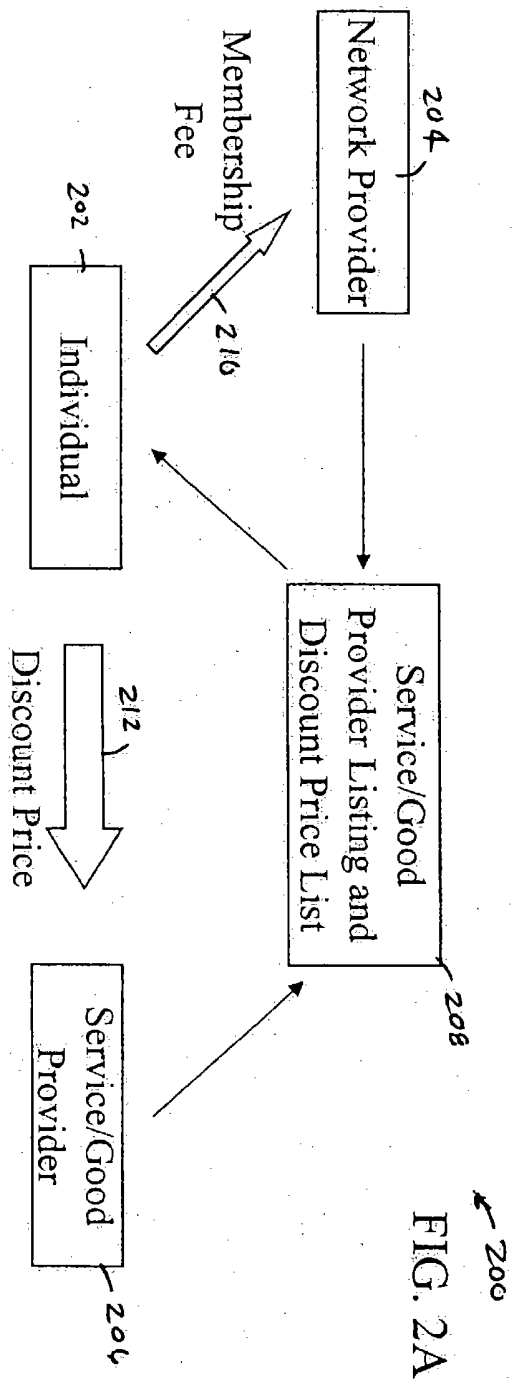 200
FIG. 2A
208
204
Network Provider
Service/Good
Provider Listing and
Discount Price List
Membership
Fee
216
202
Individual
212
Discount Price
Service/Good
Provider
206